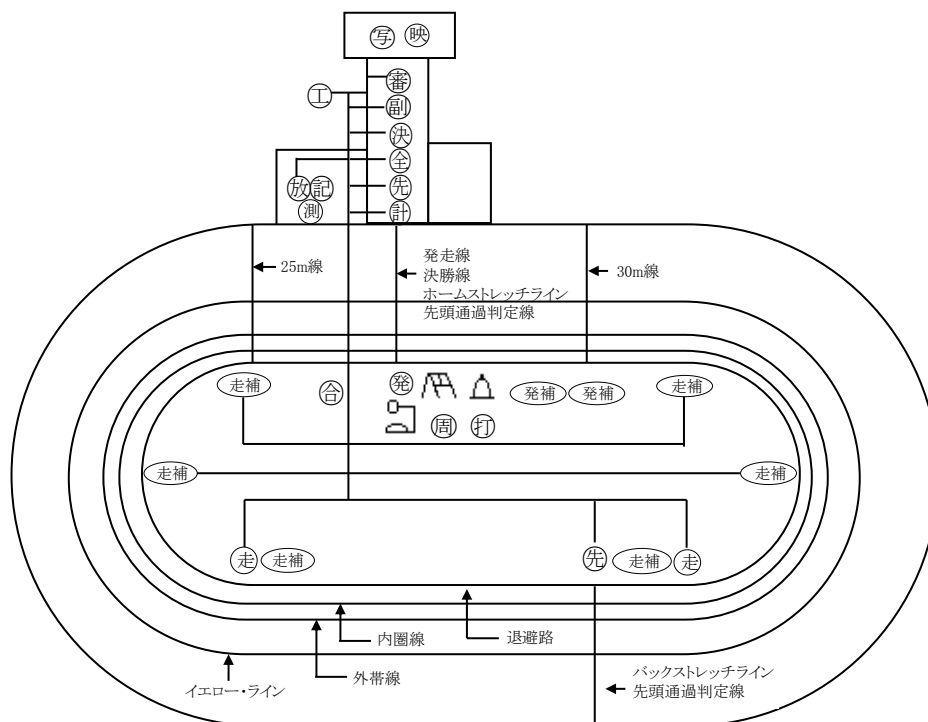 写 映
審
工
副
決
全
放 記
先
測
計
25m線
発走線
決勝線
ホームストレッチライン
先頭通過判定線
30m線
走補
合
発
発補
発補
走補
周
打
走補
走補
走
走補
先
走補
走
内圏線
退避路
外帯線
イエロー・ライン
バックストレッチライン
先頭通過判定線